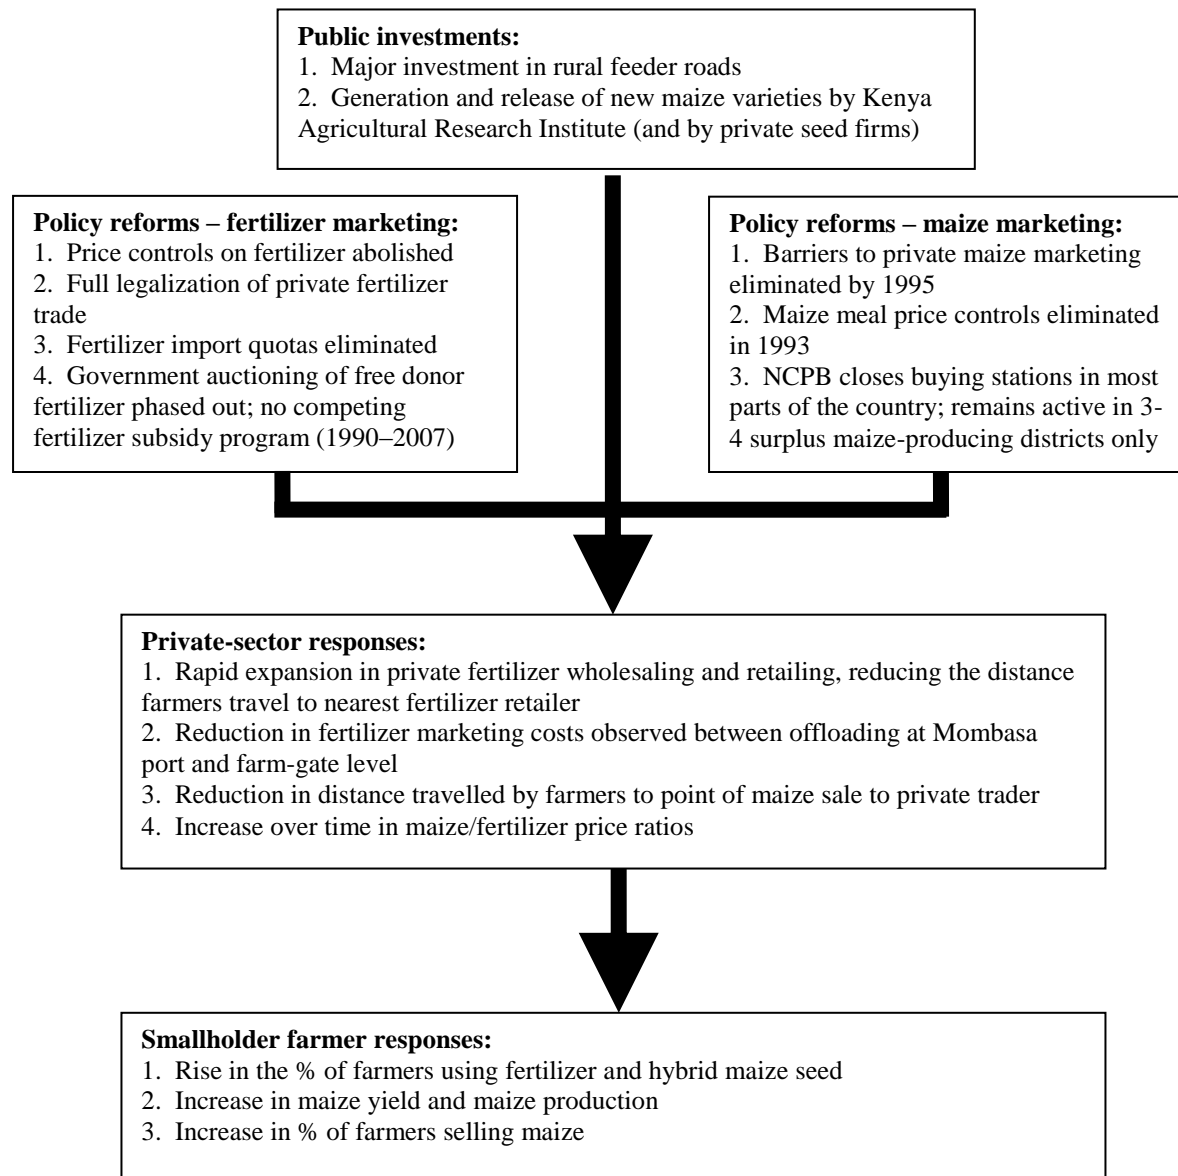 Public investments:
1. Major investment in rural feeder roads
2. Generation and release of new maize varieties by Kenya
Agricultural Research Institute (and by private seed firms)
Policy reforms – fertilizer marketing:
1. Price controls on fertilizer abolished
2. Full legalization of private fertilizer
trade
3. Fertilizer import quotas eliminated
4. Government auctioning of free donor
fertilizer phased out; no competing
fertilizer subsidy program (1990–2007)
Policy reforms – maize marketing:
1. Barriers to private maize marketing
eliminated by 1995
2. Maize meal price controls eliminated
in 1993
3. NCPB closes buying stations in most
parts of the country; remains active in 3-
4 surplus maize-producing districts only
Private-sector responses:
1. Rapid expansion in private fertilizer wholesaling and retailing, reducing the distance
farmers travel to nearest fertilizer retailer
2. Reduction in fertilizer marketing costs observed between offloading at Mombasa
port and farm-gate level
3. Reduction in distance travelled by farmers to point of maize sale to private trader
4. Increase over time in maize/fertilizer price ratios
Smallholder farmer responses:
1. Rise in the % of farmers using fertilizer and hybrid maize seed
2. Increase in maize yield and maize production
3. Increase in % of farmers selling maize